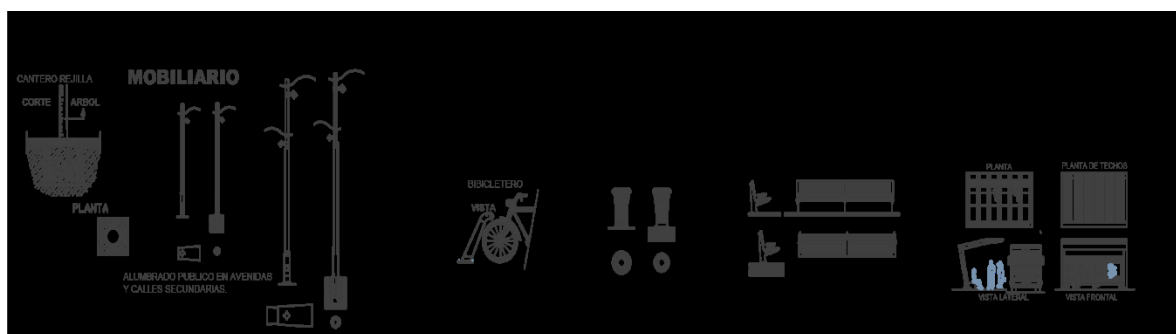 MOBILIARIO
CANTERO REJILLA
CORTE
ARBOL
PLANTA
ALUMBRADO PUBLICO EN AVENIDAS
Y CALLES SECUNDARIAS.
BIBICLETERO
VISTA
PLANTA
PLANTA DE TECHOS
VISTA LATERAL
VISTA FRONTAL